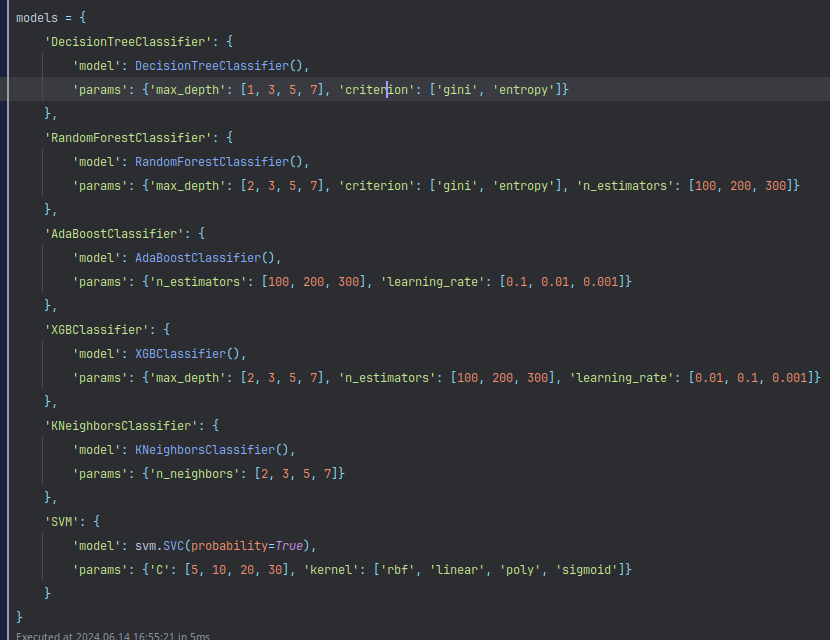 models = {
    'DecisionTreeClassifier': {
        'model': DecisionTreeClassifier(),
        'params': {'max_depth': [1, 3, 5, 7], 'criterion': ['gini', 'entropy']}
    },
    'RandomForestClassifier': {
        'model': RandomForestClassifier(),
        'params': {'max_depth': [2, 3, 5, 7], 'criterion': ['gini', 'entropy'], 'n_estimators': [100, 200, 300]}
    },
    'AdaBoostClassifier': {
        'model': AdaBoostClassifier(),
        'params': {'n_estimators': [100, 200, 300], 'learning_rate': [0.1, 0.01, 0.001]}
    },
    'XGBClassifier': {
        'model': XGBClassifier(),
        'params': {'max_depth': [2, 3, 5, 7], 'n_estimators': [100, 200, 300], 'learning_rate': [0.01, 0.1, 0.001]}
    },
    'KNeighborsClassifier': {
        'model': KNeighborsClassifier(),
        'params': {'n_neighbors': [2, 3, 5, 7]}
    },
    'SVM': {
        'model': svm.SVC(probability=True),
        'params': {'C': [5, 10, 20, 30], 'kernel': ['rbf', 'linear', 'poly', 'sigmoid']}
    }
}
Executed at 2024.06.14 16:55:21 in 5ms